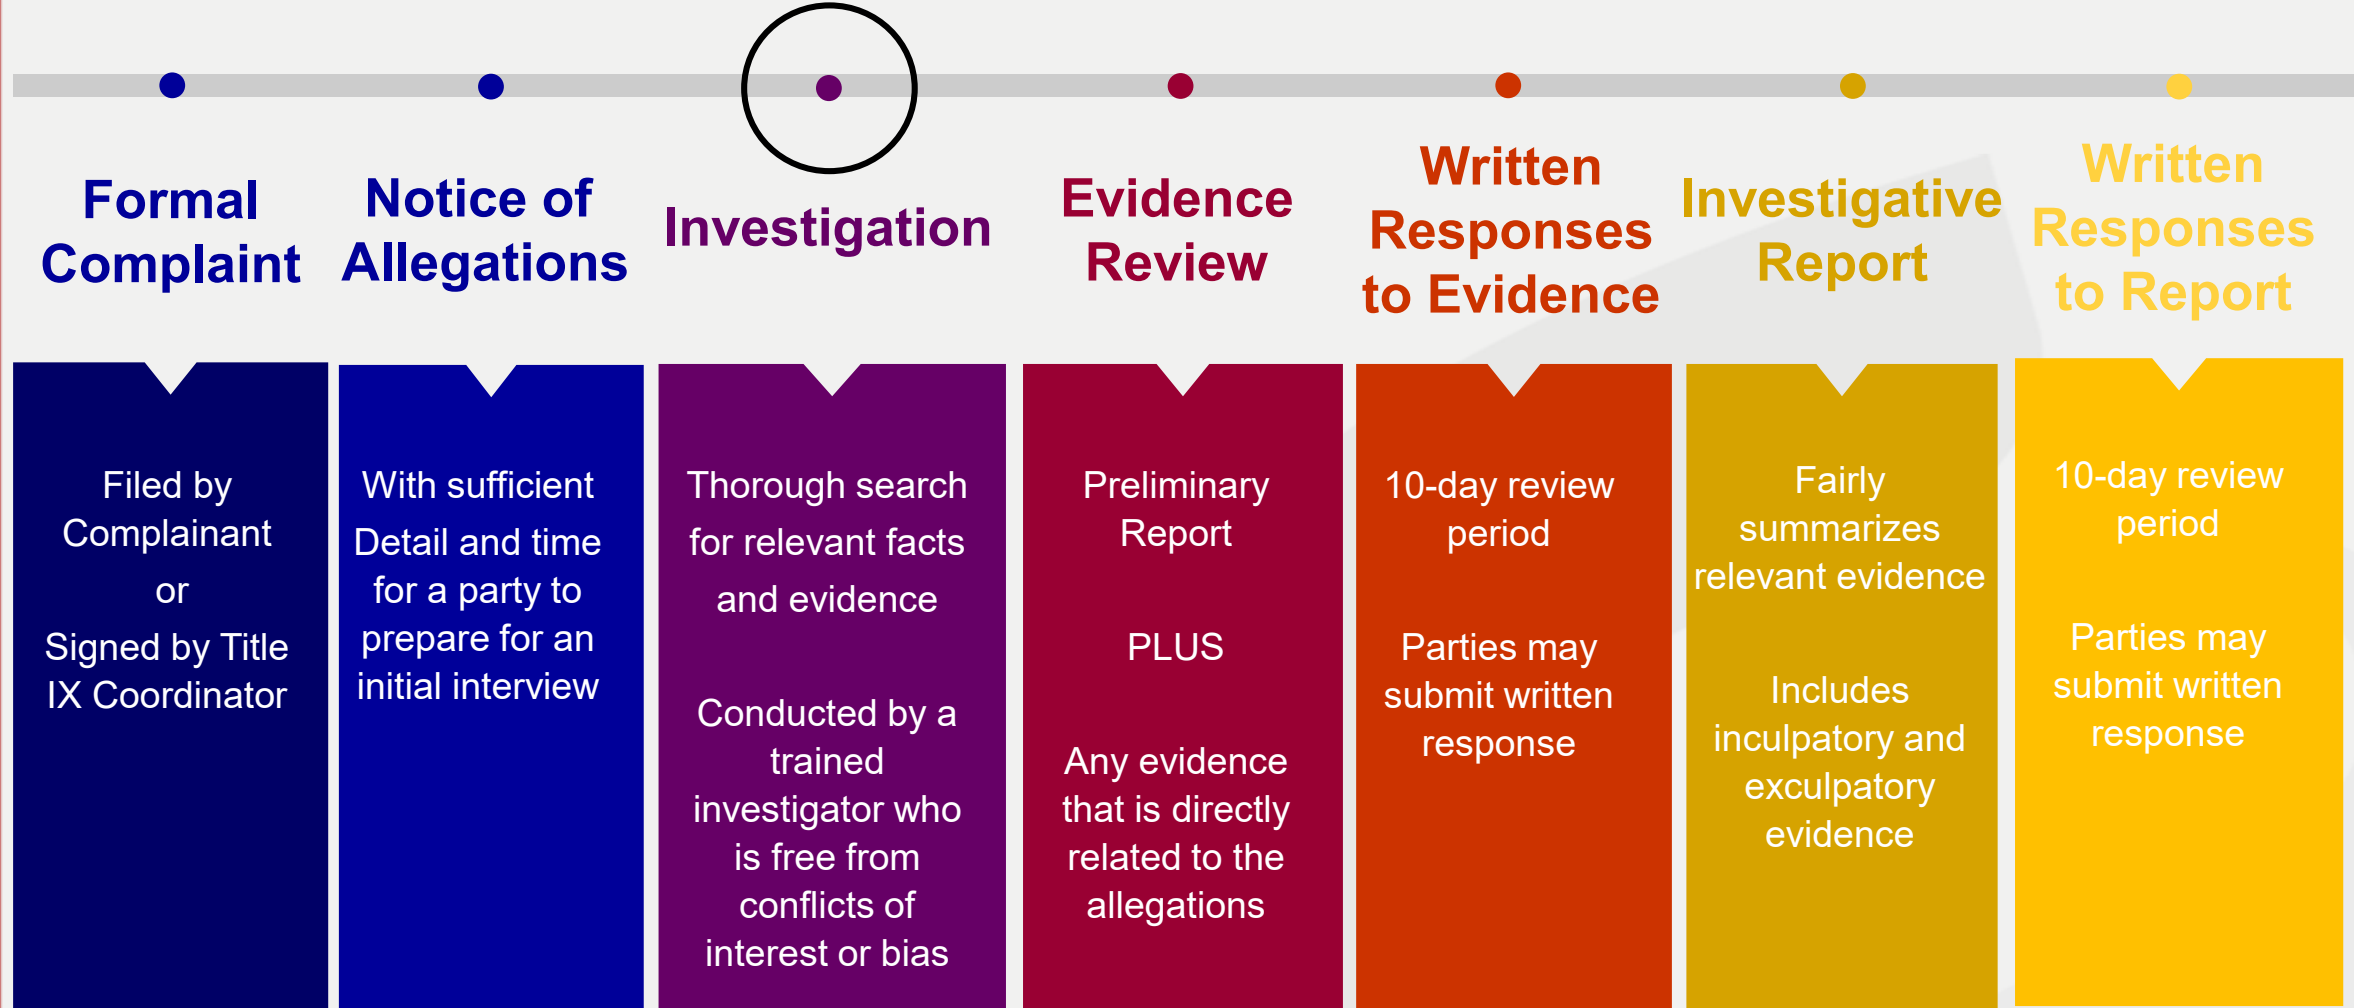 Formal
Complaint
Notice of
Allegations
Investigation
Evidence
Review
Written
Responses
to Evidence
Investigative
Report
Written
Responses
to Report
Filed by
Complainant
or
Signed by Title
IX Coordinator
With sufficient
Detail and time
for a party to
prepare for an
initial interview
Thorough search
for relevant facts
and evidence
Conducted by a
trained
investigator who
is free from
conflicts of
interest or bias
Preliminary
Report
PLUS
Any evidence
that is directly
related to the
allegations
10-day review
period
Parties may
submit written
response
Fairly
summarizes
relevant evidence
Includes
inculpatory and
exculpatory
evidence
10-day review
period
Parties may
submit written
response